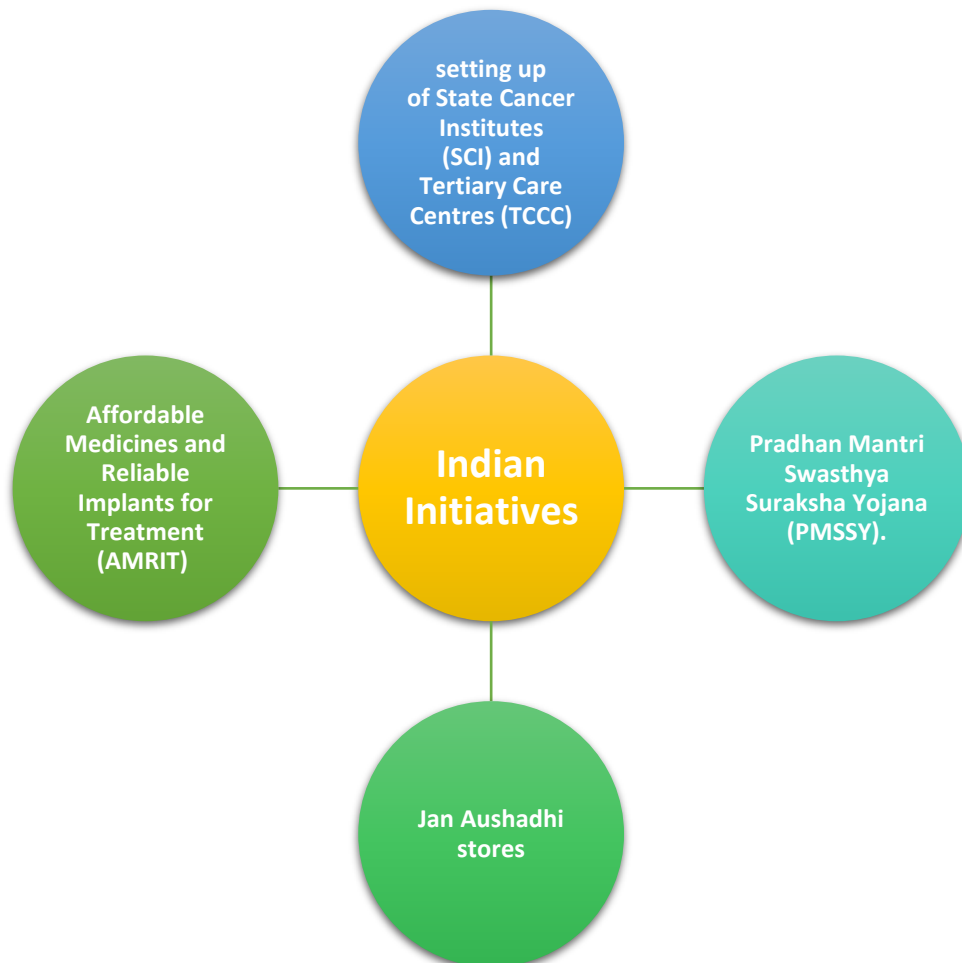 setting up
of State Cancer
Institutes
(SCI) and
Tertiary Care
Centres (TCCC)
Affordable
Medicines and
Reliable
Implants for
Treatment
(AMRIT)
Indian
Initiatives
Pradhan Mantri
Swasthya
Suraksha Yojana
(PMSSY).
Jan Aushadhi
stores